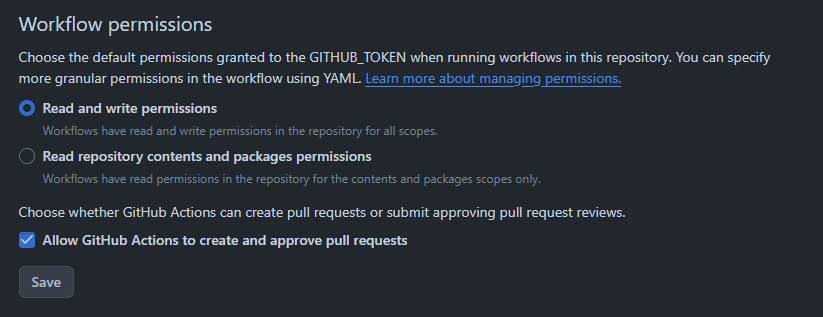 Workflow permissions
Choose the default permissions granted to the GITHUB_TOKEN when running workflows in this repository. You can specify
more granular permissions in the workflow using YAML. Learn more about managing permissions.
Read and write permissions
Workflows have read and write permissions in the repository for all scopes.
Read repository contents and packages permissions
Workflows have read permissions in the repository for the contents and packages scopes only.
Choose whether GitHub Actions can create pull requests or submit approving pull request reviews.
Allow GitHub Actions to create and approve pull requests
Save